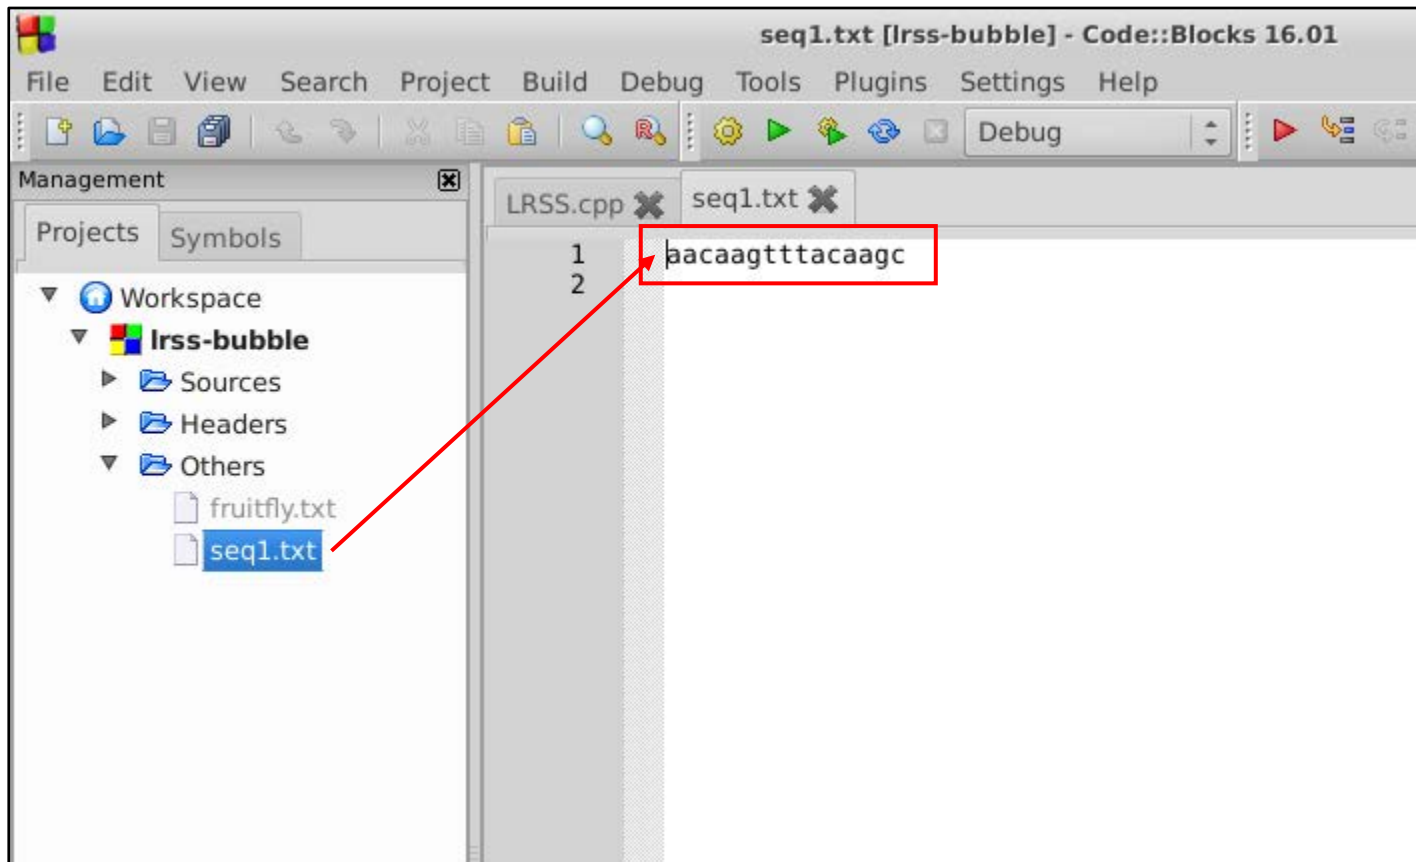 seq1.txt [lrss-bubble] - Code::Blocks 16.01
File Edit View Search Project Build Debug Tools Plugins Settings Help
Debug
Management
Projects Symbols
LRSS.cpp seq1.txt
1 aacaagtttacaagc
2
Workspace
lrss-bubble
Sources
Headers
Others
fruitfly.txt
seq1.txt